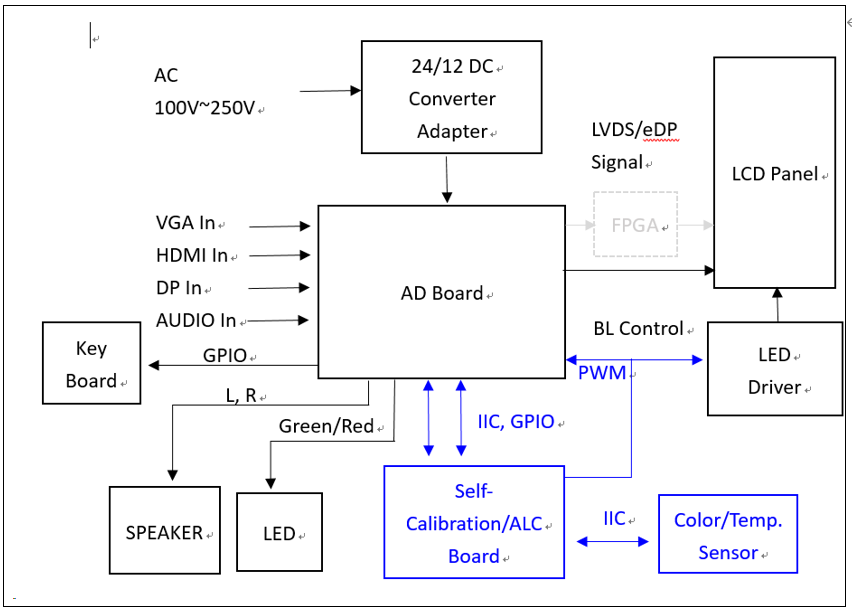 AC
100V~250V
24/12 DC
Converter
Adapter
LVDS/eDP
Signal
LCD Panel
FPGA
VGA In
HDMI In
DP In
AUDIO In
AD Board
BL Control
PWM
LED
Driver
Key
Board
GPIO
L, R
Green/Red
IIC, GPIO
SPEAKER
LED
Self-
Calibration/ALC
Board
IIC
Color/Temp.
Sensor